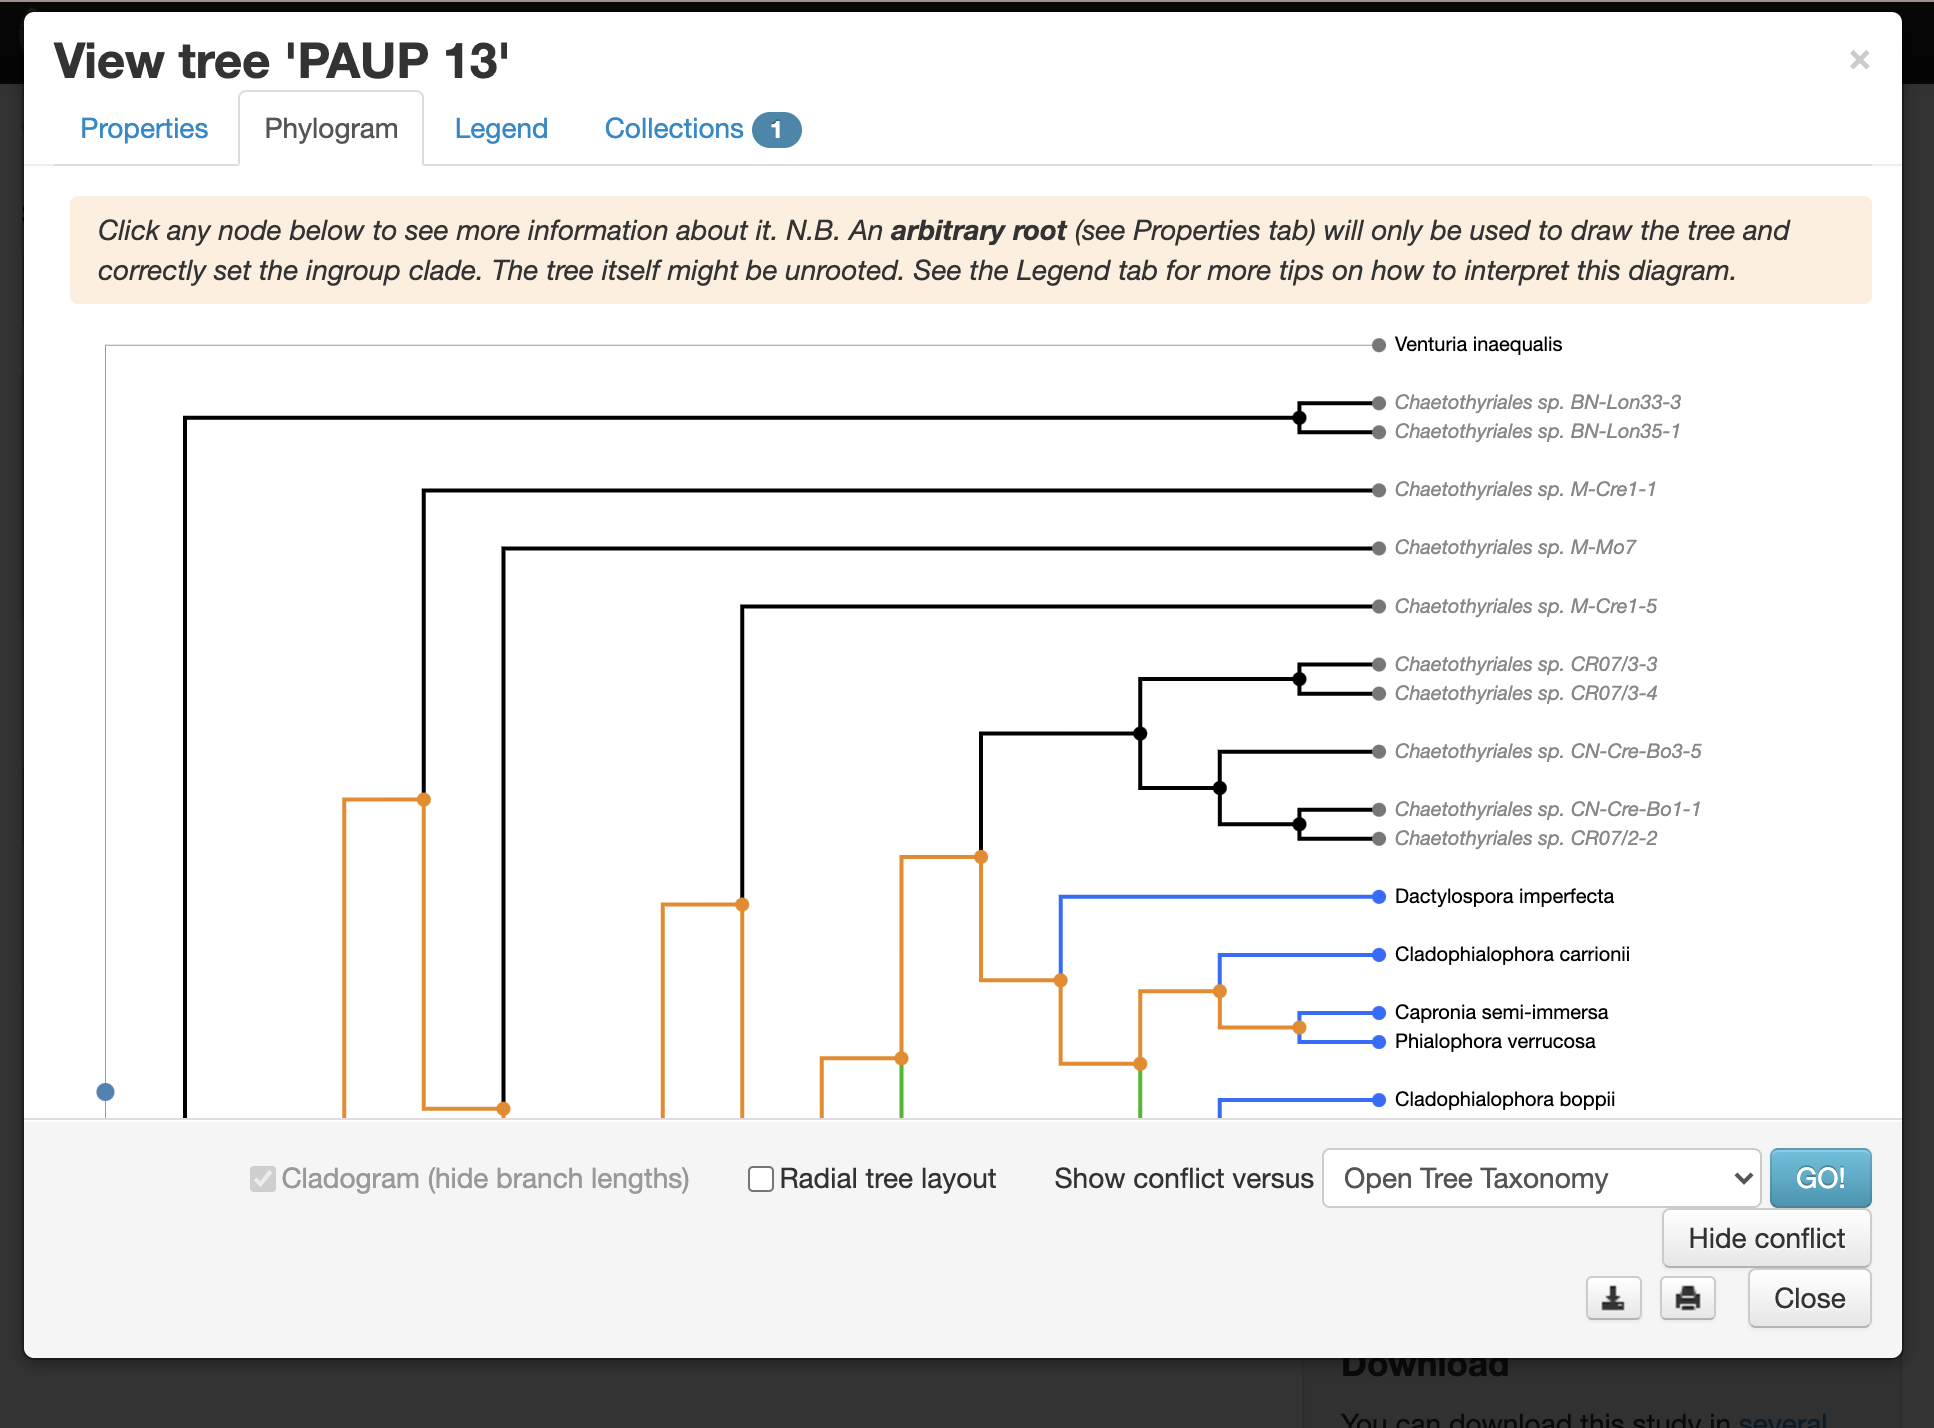 View tree 'PAUP 13'
×
Properties
Phylogram
Legend
Collections 1
Click any node below to see more information about it. N.B. An arbitrary root (see Properties tab) will only be used to draw the tree and
correctly set the ingroup clade. The tree itself might be unrooted. See the Legend tab for more tips on how to interpret this diagram.
Venturia inaequalis
Chaetothyriales sp. BN-Lon33-3
Chaetothyriales sp. BN-Lon35-1
Chaetothyriales sp. M-Cre1-1
Chaetothyriales sp. M-Mo7
Chaetothyriales sp. M-Cre1-5
Chaetothyriales sp. CR07/3-3
Chaetothyriales sp. CR07/3-4
Chaetothyriales sp. CN-Cre-Bo3-5
Chaetothyriales sp. CN-Cre-Bo1-1
Chaetothyriales sp. CR07/2-2
Dactylospora imperfecta
Cladophialophora carrionii
Capronia semi-immersa
Phialophora verrucosa
Cladophialophora boppii
Cladogram (hide branch lengths)
Radial tree layout
Show conflict versus
Open Tree Taxonomy
GO!
Hide conflict
Close
Download
You can download this study in several